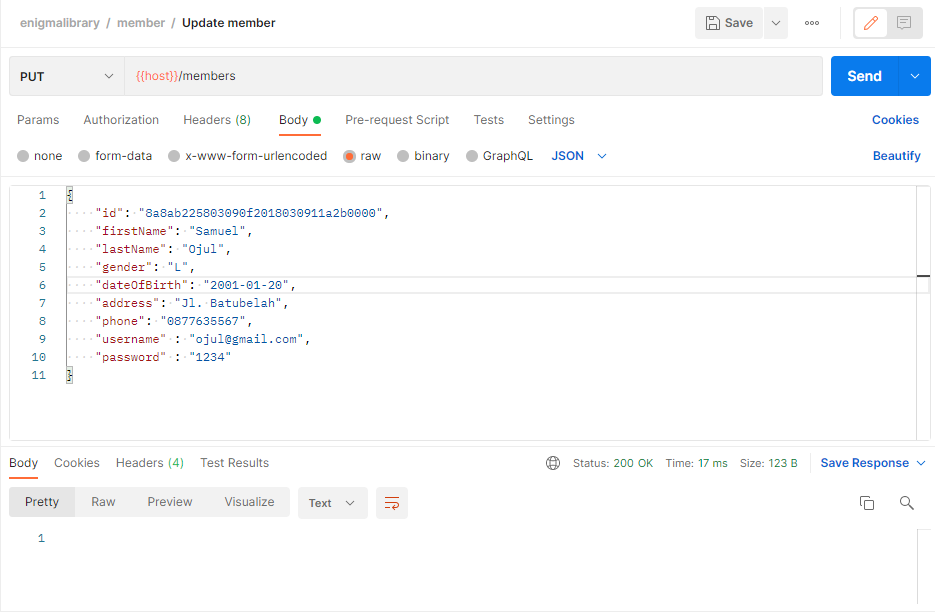 enigmalibrary / member / Update member
Save
PUT
{{host}}/members
Send
Params Authorization Headers (8) Body Pre-request Script Tests Settings Cookies
none form-data x-www-form-urlencoded raw binary GraphQL JSON Beautify
1 {
2 ····"id":·"8a8ab225803090f2018030911a2b0000",
3 ····"firstName":·"Samuel",
4 ····"lastName":·"Ojul",
5 ····"gender":·"L",
6 ····"dateOfBirth":·"2001-01-20",
7 ····"address":·"Jl.·Batubelah",
8 ····"phone":·"0877635567",
9 ····"username"·:·"ojul@gmail.com",
10 ····"password"·:·"1234"
11 }
Body Cookies Headers (4) Test Results Status: 200 OK Time: 17 ms Size: 123 B Save Response
Pretty Raw Preview Visualize Text
1